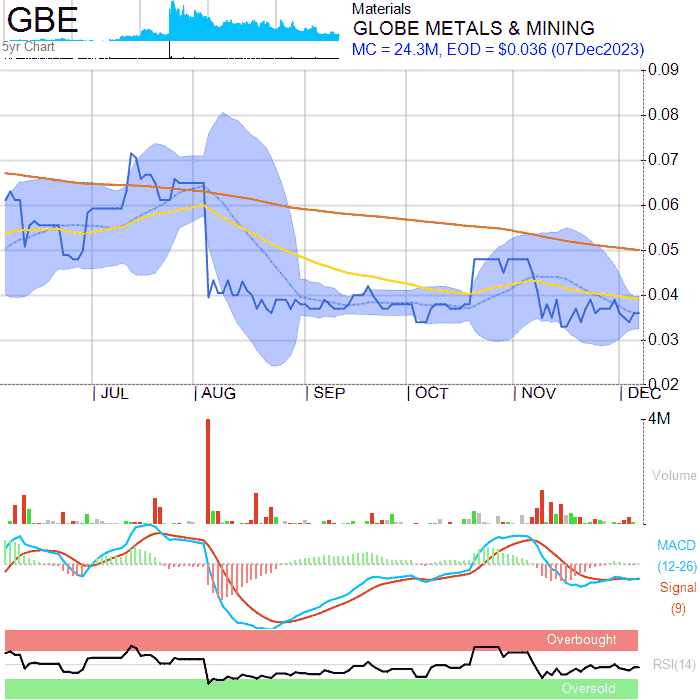 GBE
5yr Chart
Materials
GLOBE METALS & MINING
MC = 24.3M, EOD = $0.036 (07Dec2023)
0.09
0.08
0.07
0.06
0.05
0.04
0.03
0.02
JUL AUG SEP OCT NOV DEC
4M
Volume
MACD
(12-26)
Signal
(9)
Overbought
RSI(14)
Oversold